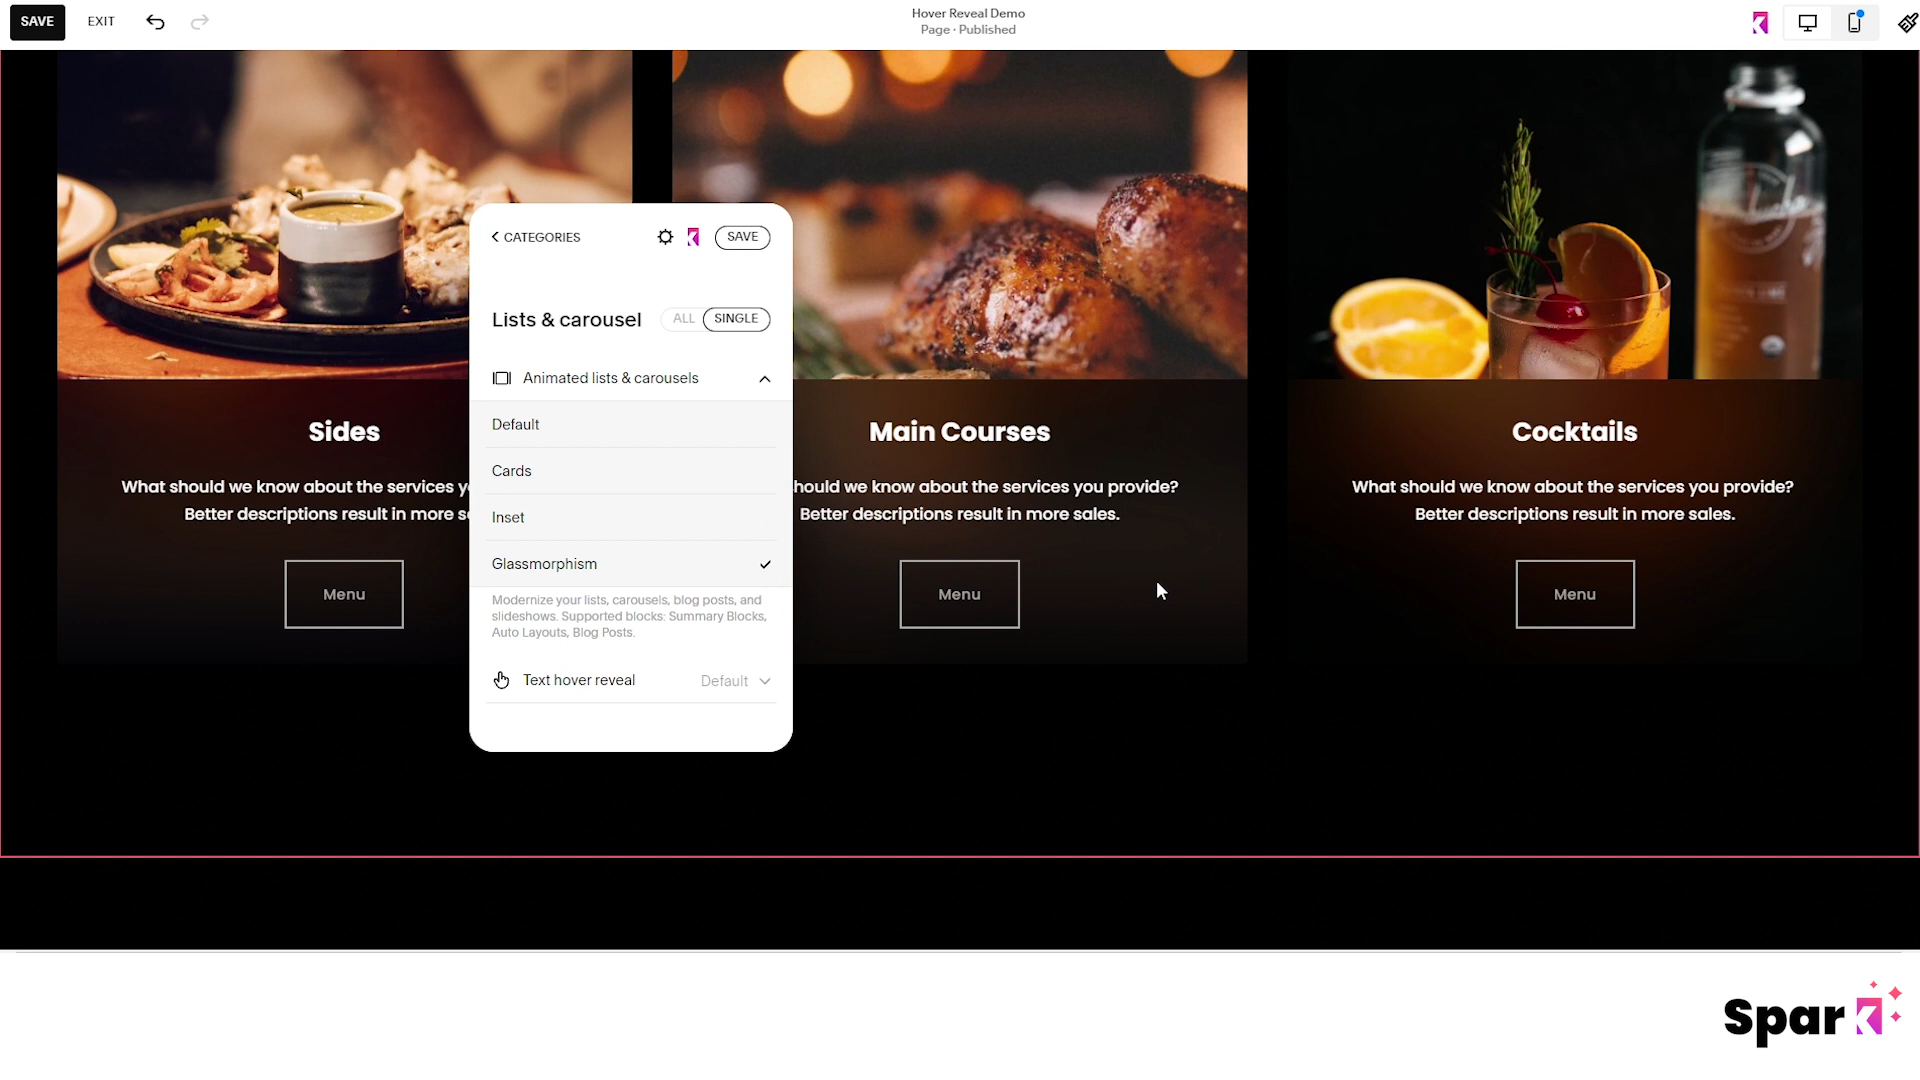 SAVE
EXIT
Hover Reveal Demo
Page · Published
CATEGORIES
SAVE
Lists & carousel
ALL
SINGLE
Animated lists & carousels
Default
Cards
Inset
Glassmorphism
Modernize your lists, carousels, blog posts, and
slideshows. Supported blocks: Summary Blocks,
Auto Layouts, Blog Posts.
Text hover reveal
Default
Sides
What should we know about the services
Better descriptions result in more
Menu
Main Courses
hould we know about the services you provide?
Better descriptions result in more sales.
Menu
Cocktails
What should we know about the services you provide?
Better descriptions result in more sales.
Menu
Spark